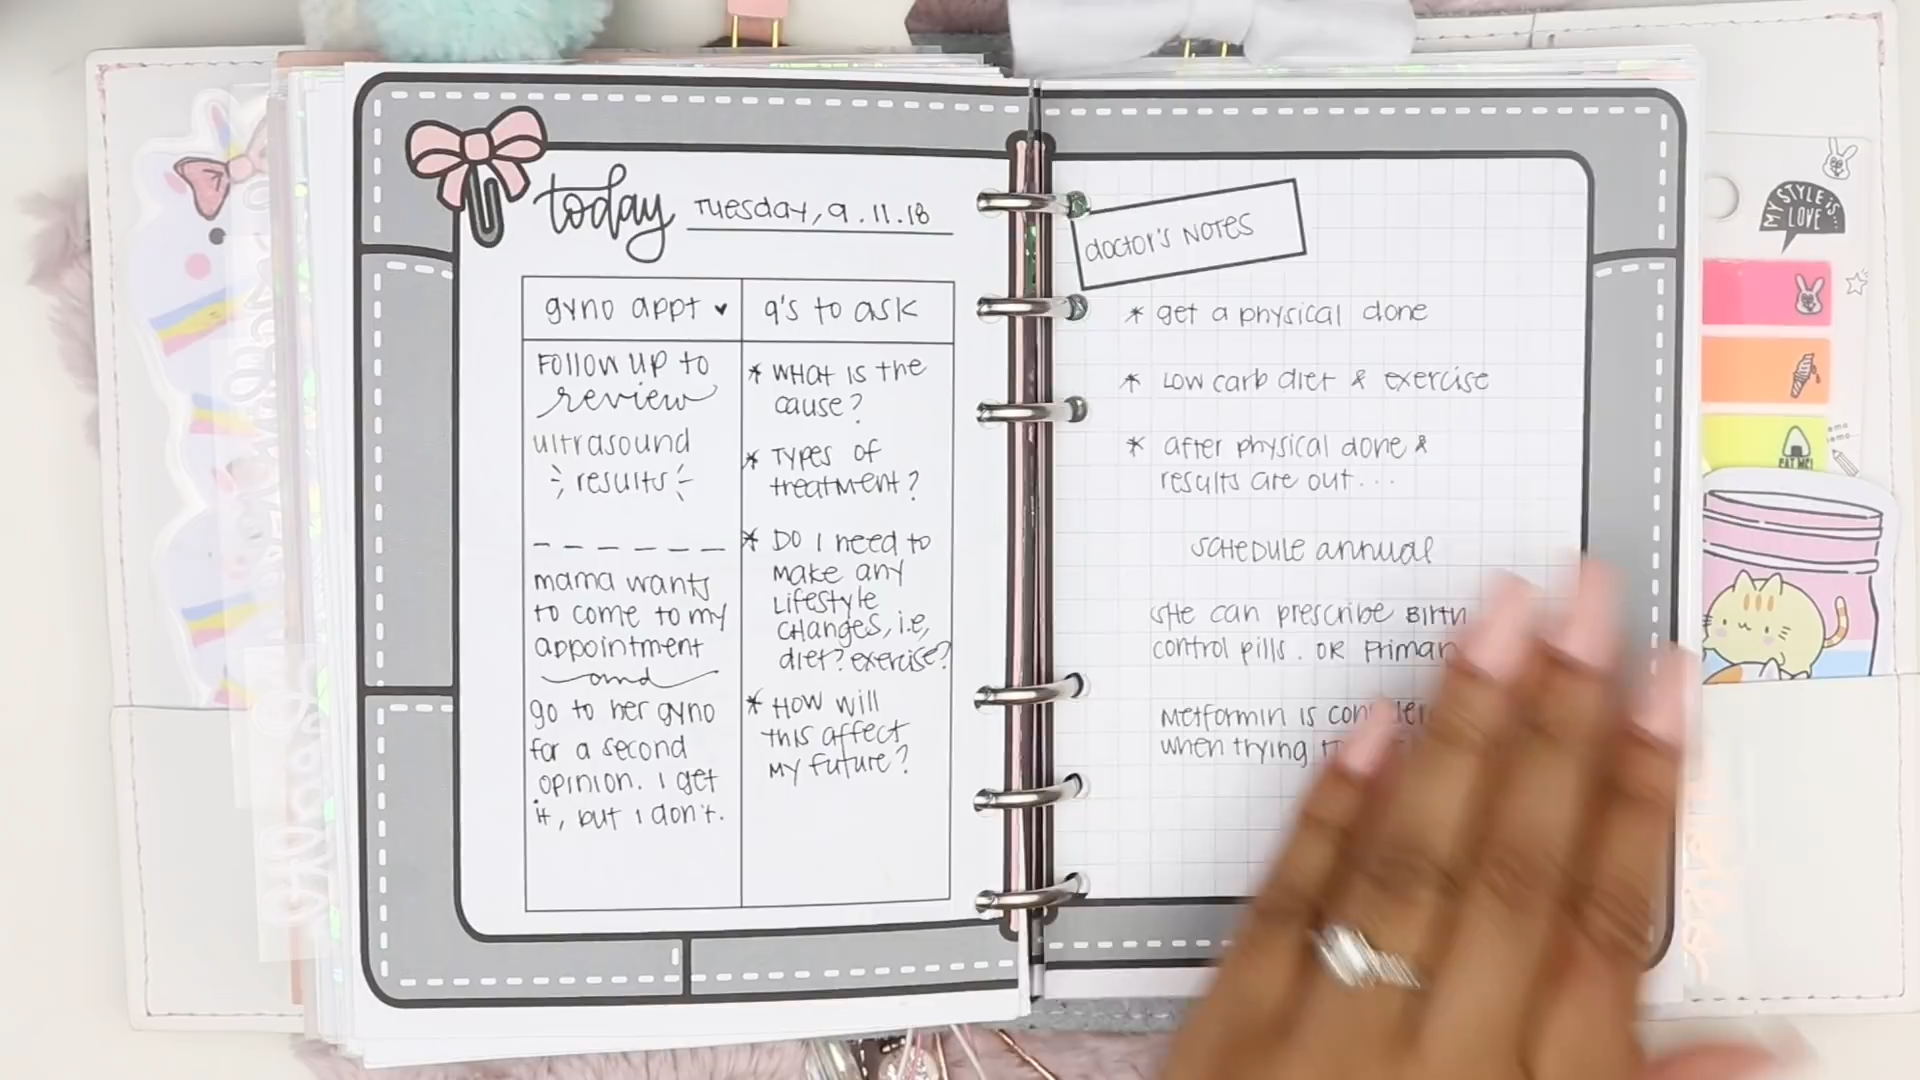 today Tuesday, 9.11.18
gyno appt ♥
Follow up to
review
ultrasound
results
mama wants
to come to my
appointment
and
go to her gyno
for a second
opinion. I get
it, but I don't.
q's to ask
* What is the
cause?
* Types of
treatment?
* Do I need to
make any
lifestyle
changes, i.e,
diet? exercise?
* How will
this affect
my future?
doctor's notes
* get a physical done
* Low carb diet & exercise
* after physical done &
results are out...
schedule annual
she can prescribe Birth
control pills. OR
Metformin is
when trying
MY
STYLE IS
LOVE
EAT ME!